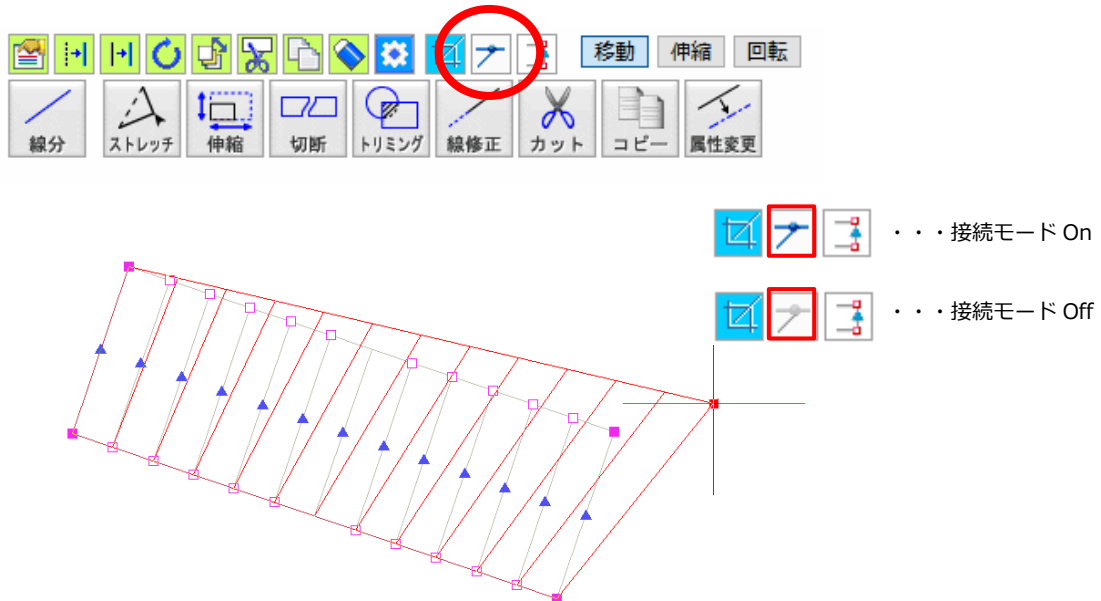 移動 伸縮 回転
線分 ストレッチ 伸縮 切断 トリミング 線修正 カット コピー 属性変更
・・・接続モード On
・・・接続モード Off